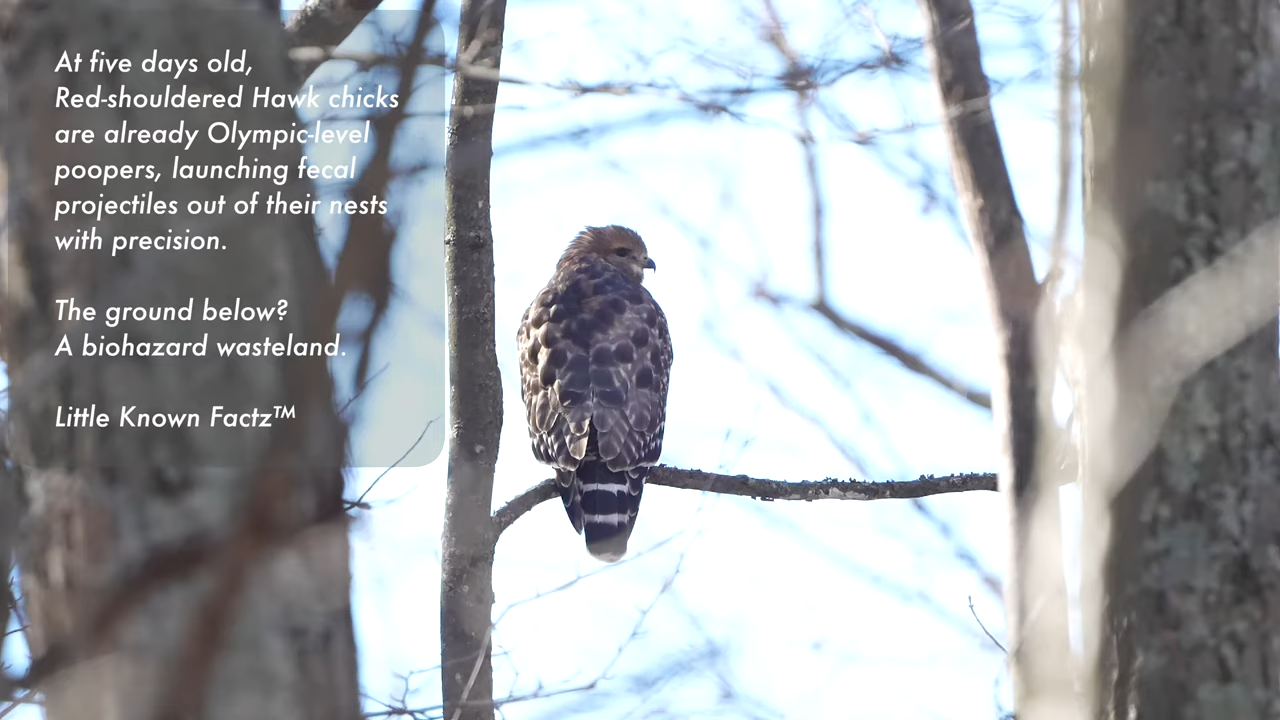 At five days old,
Red-shouldered Hawk chicks
are already Olympic-level
poopers, launching fecal
projectiles out of their nests
with precision.
The ground below?
A biohazard wasteland.
Little Known Factz™